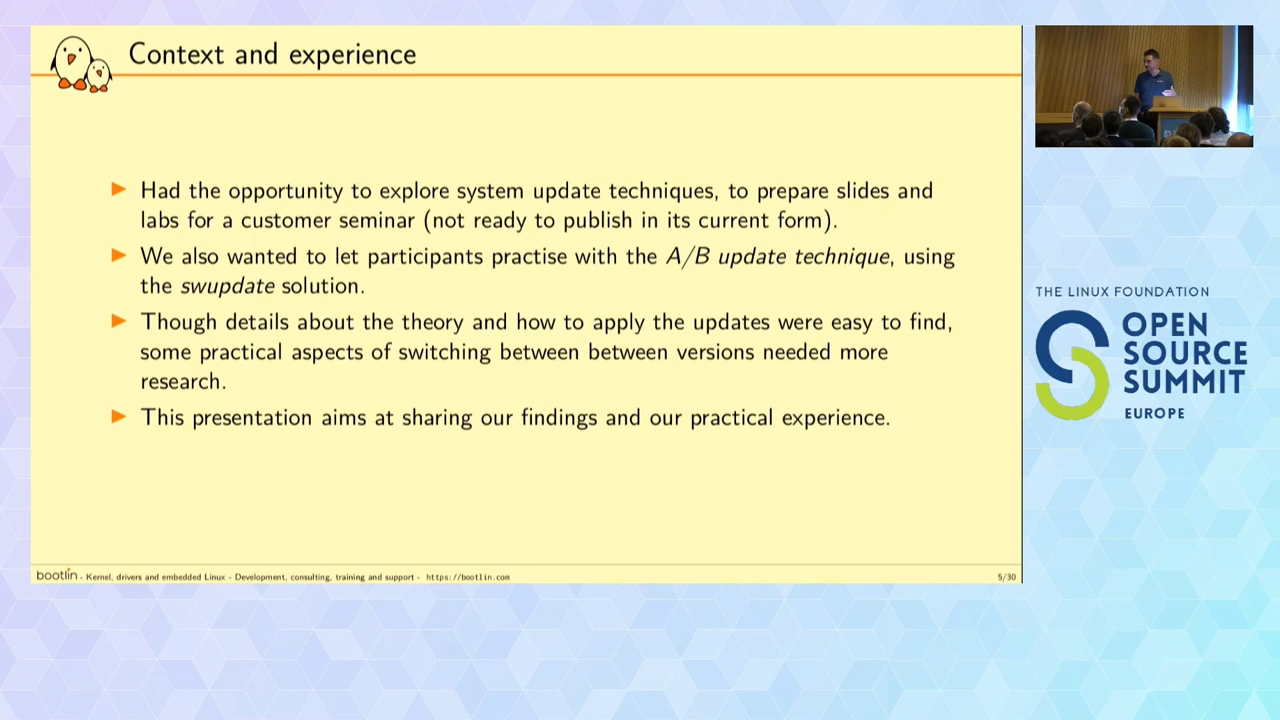 Context and experience
Had the opportunity to explore system update techniques, to prepare slides and
labs for a customer seminar (not ready to publish in its current form).
We also wanted to let participants practise with the A/B update technique, using
the swupdate solution.
Though details about the theory and how to apply the updates were easy to find,
some practical aspects of switching between between versions needed more
research.
This presentation aims at sharing our findings and our practical experience.
bootlin - Kernel, drivers and embedded Linux - Development, consulting, training and support - https://bootlin.com
5/30
THE LINUX FOUNDATION
OPEN
SOURCE
SUMMIT
EUROPE